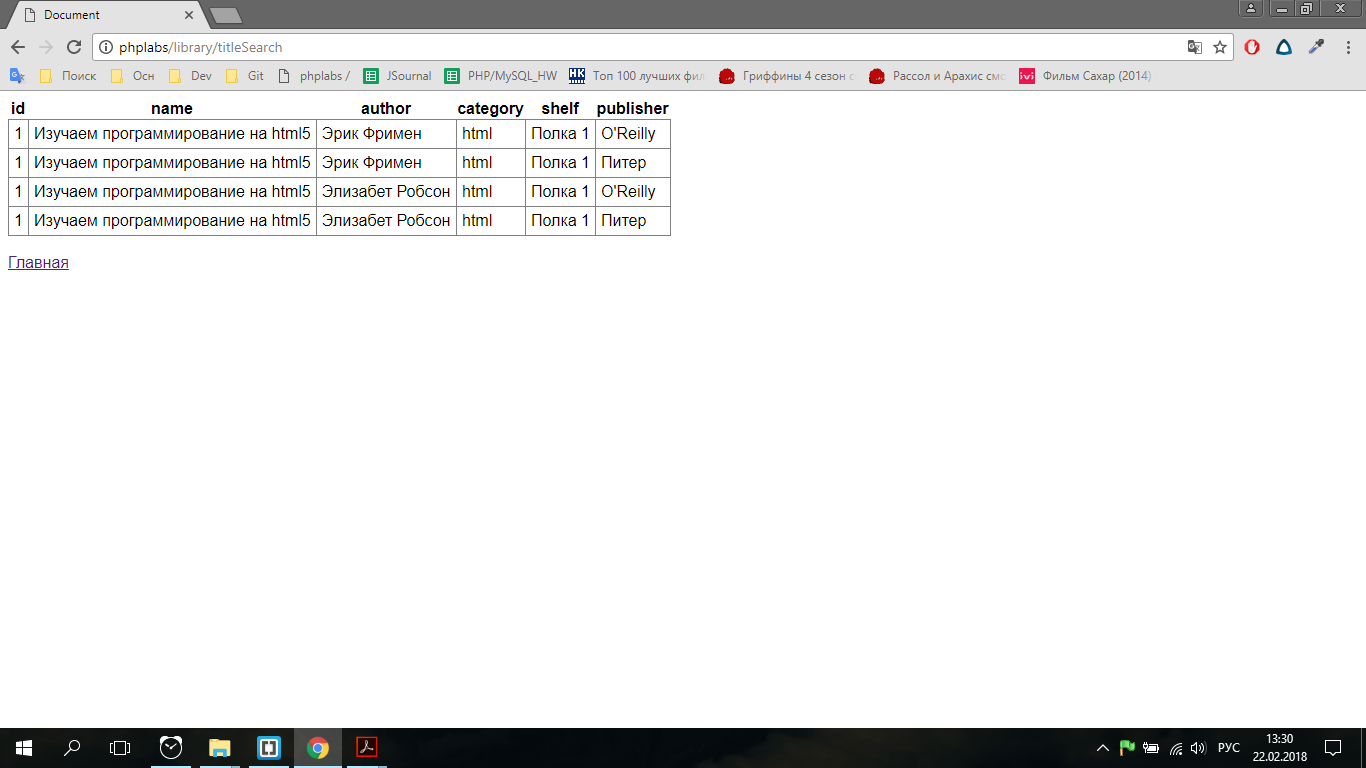 Document
phplabs/library/titleSearch
Поиск Осн Dev Git phplabs / JSournal PHP/MySQL_HW НК Топ 100 лучших фил Гриффины 4 сезон с Рассол и Арахис смо ivi Фильм Сахар (2014)
id name author category shelf publisher
1 Изучаем программирование на html5 Эрик Фримен html Полка 1 O'Reilly
1 Изучаем программирование на html5 Эрик Фримен html Полка 1 Питер
1 Изучаем программирование на html5 Элизабет Робсон html Полка 1 O'Reilly
1 Изучаем программирование на html5 Элизабет Робсон html Полка 1 Питер
Главная
РУС 13:30
22.02.2018